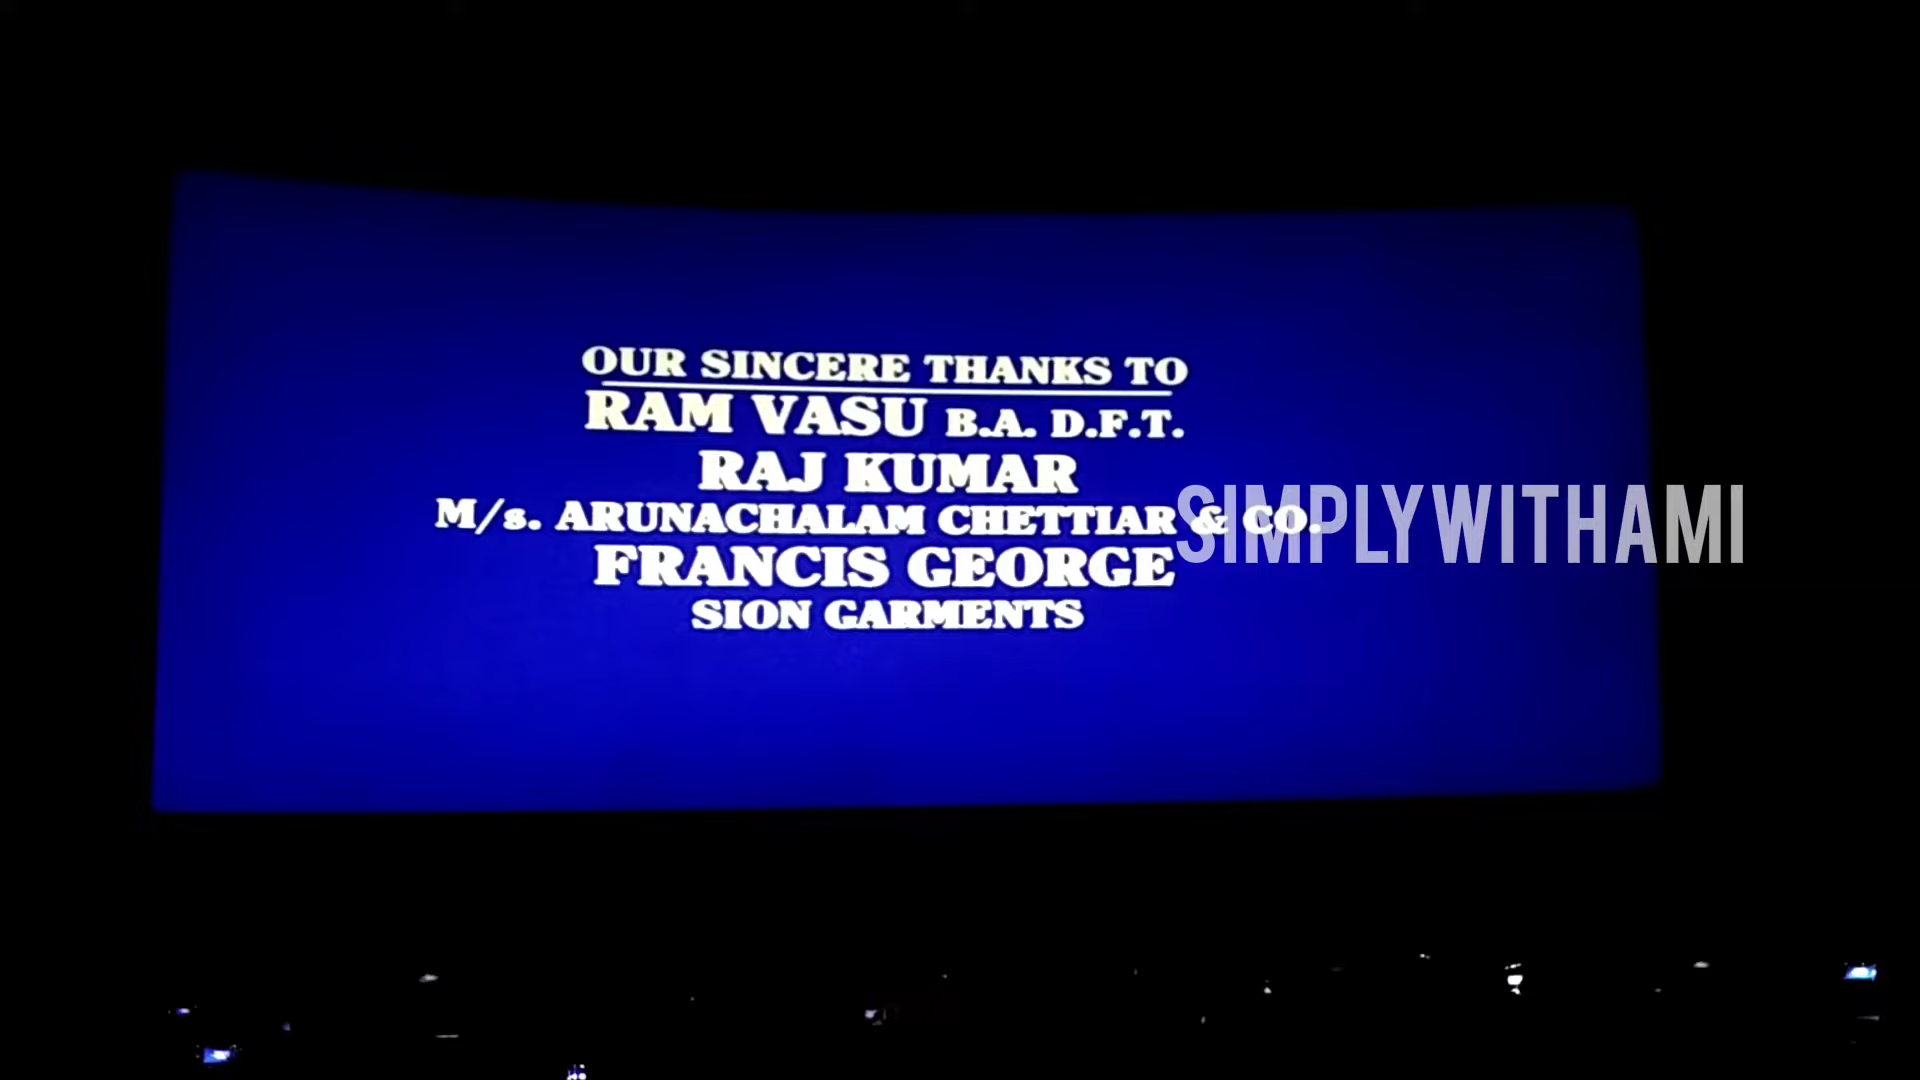 OUR SINCERE THANKS TO
RAM VASU B.A. D.F.T.
RAJ KUMAR
M/s. ARUNACHALAM CHETTIAR & CO.
FRANCIS GEORGE
SION GARMENTS
SIMPLYWITHAMI